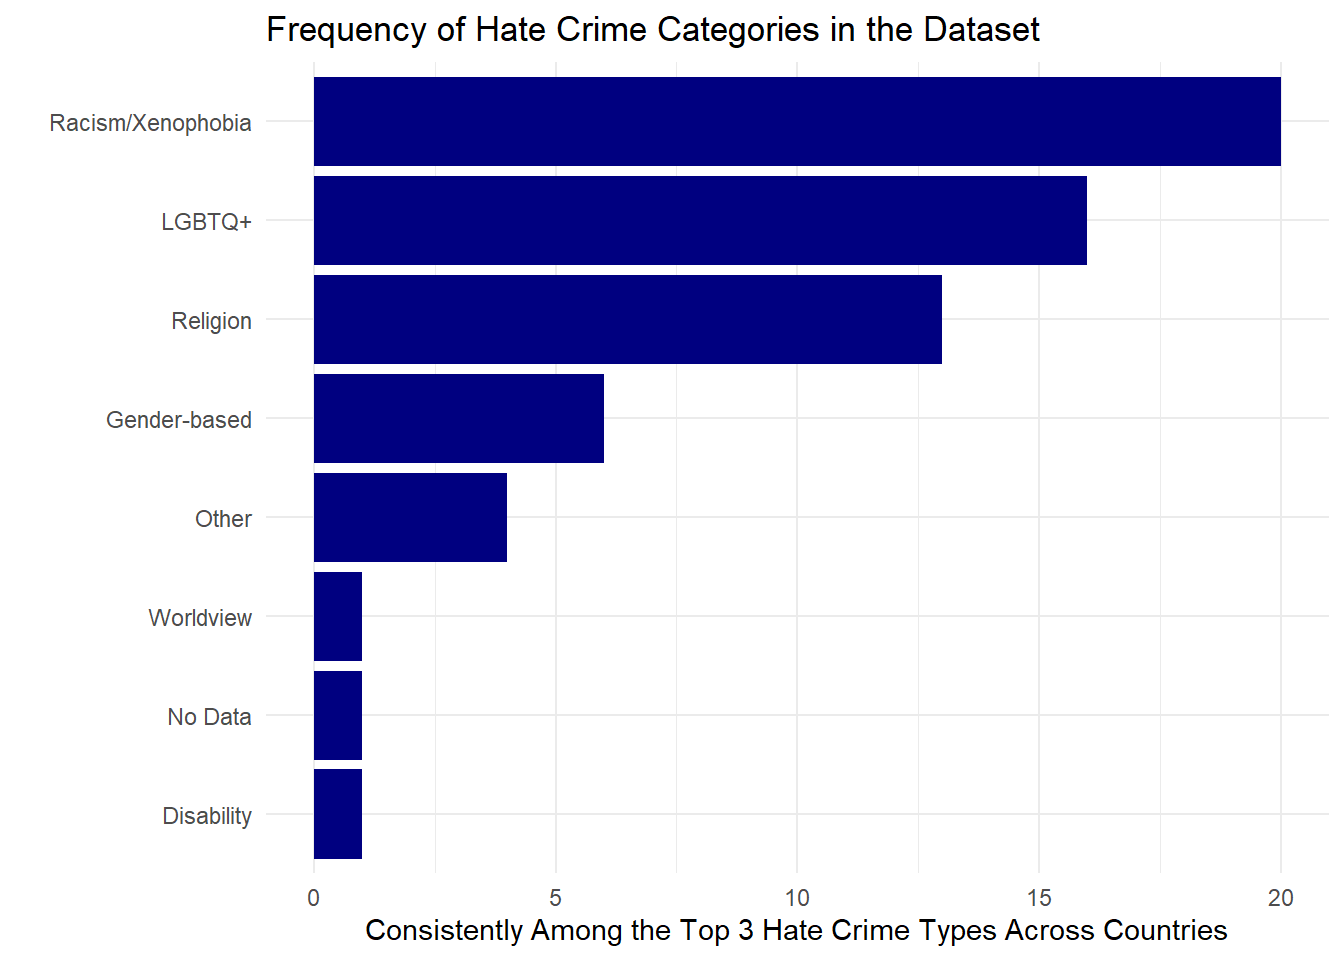 Frequency of Hate Crime Categories in the Dataset
Racism/Xenophobia
LGBTQ+
Religion
Gender-based
Other
Worldview
No Data
Disability
0 5 10 15 20
Consistently Among the Top 3 Hate Crime Types Across Countries